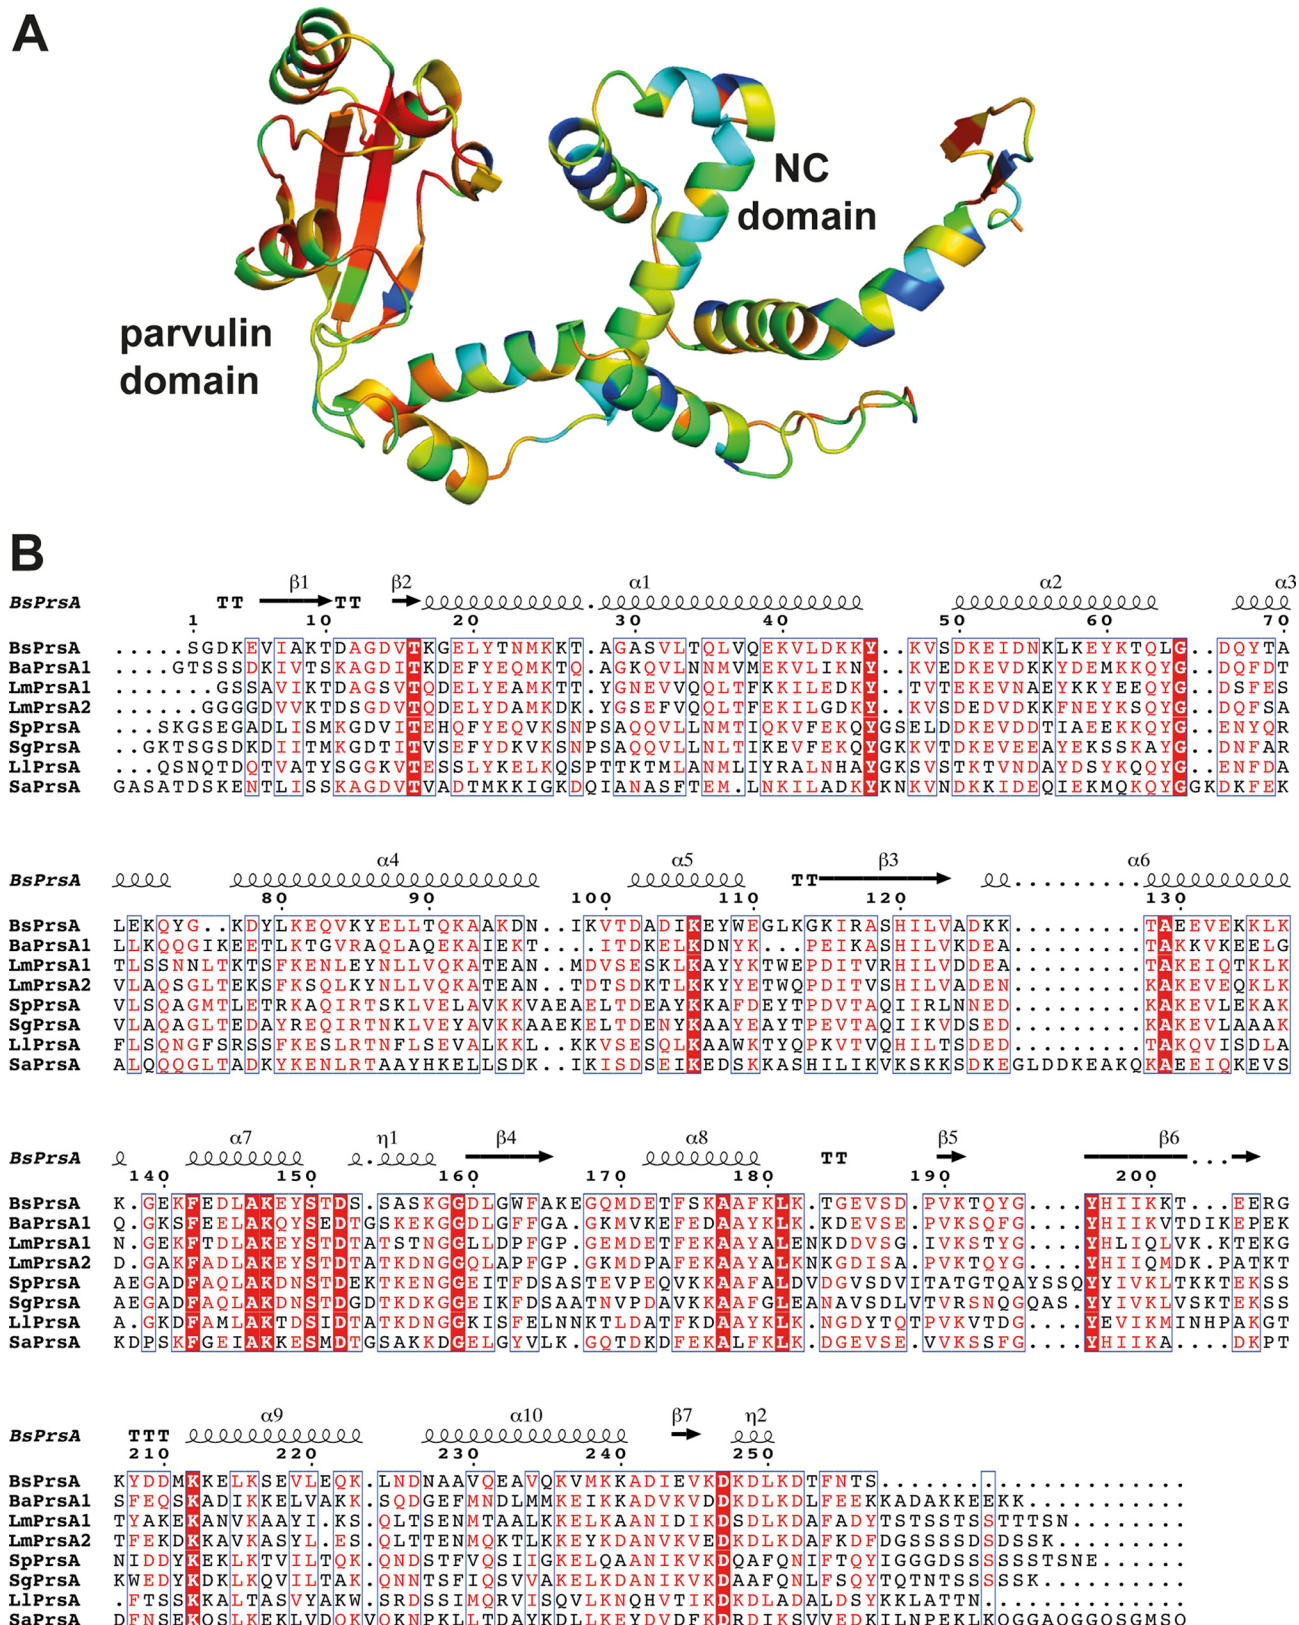 A
parvulin
domain
NC
domain
B
β1 β2 α1 α2 α3
BsPrsA TT TT
1 10 20 30 40 50 60 70
BsPrsA .....SGDKEVIAKTDAGDVTKGELYTNMKKT.AGASVLTQLVQEKVLDKKY..KVSDKEIDNKLKEYKTQLG..DQYTA
BaPrsA1 ....GTSSSDKIVTSKAGDVTQDEFYEQMKTQ.AGKQVLNNMVMEKVLIKNY..KVEDKEVDKKYDEMKKQYG..DQFDT
LmPrsA1 .......GSSAVIKTDAGSVTQDELYEAMKTT.YGNEVVQQLTFKKILEDKY..TVTEKEVNAEYKKYEEQYG..DSFES
LmPrsA2 ......GGGGDVVKTDSGDVTQDELYDAMKDK.YGSEFVQQLTFEKILGDKY..KVSDEDVDKKFNEYKSQYG..DQFSA
SpPrsA ...SKGSEGADLISMKGDVITEHQFYEQVKSNPSAQQVLLNMTIQKVFEKQYGSELDDKEVDDTIAEEKKQYG..ENYQR
SgPrsA ..GKTSGSDKDIITMKGDTITVSEFYDKVKSNPSAQQVLLNLTIKEVFEKQYGKKVTDKEVEEAYEKSSKAYG..DNFAR
LlPrsA ...QSNQTDQTVATYSGGKVTESSLYKELKQSPTTKTMLANMLIYRALNHAYGKSVSTKTVNDAYDSYKQQYG..ENFDA
SaPrsA GASATDSKENTLISSKAGDVTVADTMKKIGKDQIANASFTEM.LNKILADKYKNKVNDKKIDEQIEKMQKQYGGKDKFEK
α4 α5 β3 α6
BsPrsA TT
80 90 100 110 120 130
BsPrsA LEKQYG..KDYLKEQVKYELLTQKAAKDN..IKVTDADIKEYWEGLKGKIRASHILVADKK.........TAEEVEKKLK
BaPrsA1 LLKQQGIKEETLKTGVRAQLAQEKAIEKT....ITDKELKDNYK...PEIKASHILVKDEA.........TAKKVKEELG
LmPrsA1 TLSSNNLTKTSFKENLEYNLLVQKATEAN..MDVSESKLKAYYKTWEPDITVRHILVDDEA.........TAKEIQTKLK
LmPrsA2 VLAQSGLTEKSFKSQLKYNLLVQKATEAN..TDTSDKTLKKYYETWQPDITVSHILVADEN.........TAKEVEQKLK
SpPrsA VLSQAGMTLETRKAQIRTSKLVELAVKKVAEAELTDEAYKKAFDEYTPDVTAQIIRLNNED.........KAKEVLEKAK
SgPrsA VLAQAGLTEDAYREQIRTNKLVEYAVKKAAEKELTDENYKAAYEAYTPEVTAQIIKVDSED.........KAKEVLAAAK
LlPrsA FLSQNGFSRSSFKESLRTNFLSEVALKKL..KKVSESQLKAAWKTYQPKVTVQHILTSDED.........TAKQVISDLA
SaPrsA ALQQQGLTADKYKENLRTAAYHKELLSDK..IKISDSEIKEDSKKASHILIKVKSKKSDKEGLDDKEAKQKAEEIQKEVS
α7 η1 β4 α8 β5 β6
BsPrsA TT
140 150 160 170 180 190 200
BsPrsA K.GEKFEDLAKEYSTDS.SASKGGDLGWFAKEGQMDETFSKAAFKLK.TGEVSD.PVKTQYG....YHIIKKT...EERG
BaPrsA1 Q.GKSFEELAKQYSEDTGSKEKGGDLGFFGA.GKMVKEFEDAAYKLK.KDEVSE.PVKSQFG....YHIIKVTDIKEPEK
LmPrsA1 N.GEKFTDLAKEYSTDTATSTNGGLLDPFGP.GEMDETFEKAAYALENKDDVSG.IVKSTYG....YHLIQLVK.KTEKG
LmPrsA2 D.GAKFADLAKEYSTDTATKDNGGQLAPFGP.GKMDPAFEKAAYALKNKGDISA.PVKTQYG....YHIIQMDK.PATKT
SpPrsA AEGADFAQLAKDNSTDEKTKENGGEITFDSASTEVPEQVKKAAFALDVDGVSDVITATGTQAYSSQYYIVKLTKKTEKSS
SgPrsA AEGADFAQLAKDNSTDGDTKDKGGEIKFDSAATNVPDAVKKAAFGLEANAVSDLVTVRSNQGQAS.YYIVKLVSKTEKSS
LlPrsA A.GKDFAMLAKTDSIDTATKDNGGKISFELNNKTLDATFKDAAYKLK.NGDYTQTPVKVTDG....YEVIKMINHPAKGT
SaPrsA KDPSKFGEIAKKESMDTGSAKKDGELGYVLK.GQTDKDFEKALFKLK.DGEVSE.VVKSSFG....YHIIKA....DKPT
α9 α10 β7 η2
BsPrsA TTT
210 220 230 240 250
BsPrsA KYDDMKKELKSEVLEQK.LNDNAAVQEAVQKVMKKADIEVKDKDLKDTFNTS.....................
BaPrsA1 SFEQSKADIKKELVAKK.SQDGEFMNDLMMKEIKKADVKVDDKDLKDLFEEKKADAKKEEKK...........
LmPrsA1 TYAKEKANVKAAYI.KS.QLTSENMTAALKKELKAANIDIKDSDLKDAFADYTSTSSTSSTTTSN........
LmPrsA2 TFEKDKKAVKASYL.ES.QLTTENMQKTLKKEYKDANVKVEDKDLKDAFKDFDGSSSSDSDSSK.........
SpPrsA NIDDYKEKLKTVILTQK.QNDSTFVQSIIGKELQAANIKVKDQAFQNIFTQYIGGGDSSSSSSTSNE......
SgPrsA KWEDYKDKLKQVILTAK.QNNTSFIQSVVAKELKDANIKVKDAAFQNLFSQYTQTNTSSSSSSK.........
LlPrsA .FTSSKKALTASVYAKW.SRDSSIMQRVISQVLKNQHVTIKDKDLADALDSYKKLATTN..............
SaPrsA DFNSEKQSLKEKLVDQKVQKNPKLLTDAYKDLLKEYDVDFKDRDIKSVVEDKILNPEKLKQGGAQGGQSGMSQ